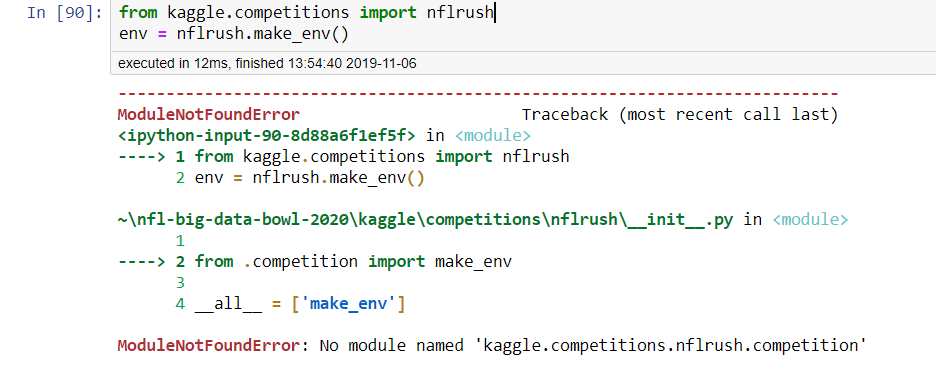 In [90]: from kaggle.competitions import nflrush
env = nflrush.make_env()
executed in 12ms, finished 13:54:40 2019-11-06
---------------------------------------------------------------------------
ModuleNotFoundError                       Traceback (most recent call last)
<ipython-input-90-8d88a6f1ef5f> in <module>
----> 1 from kaggle.competitions import nflrush
      2 env = nflrush.make_env()
~\nfl-big-data-bowl-2020\kaggle\competitions\nflrush\__init__.py in <module>
      1
----> 2 from .competition import make_env
      3
      4 __all__ = ['make_env']
ModuleNotFoundError: No module named 'kaggle.competitions.nflrush.competition'